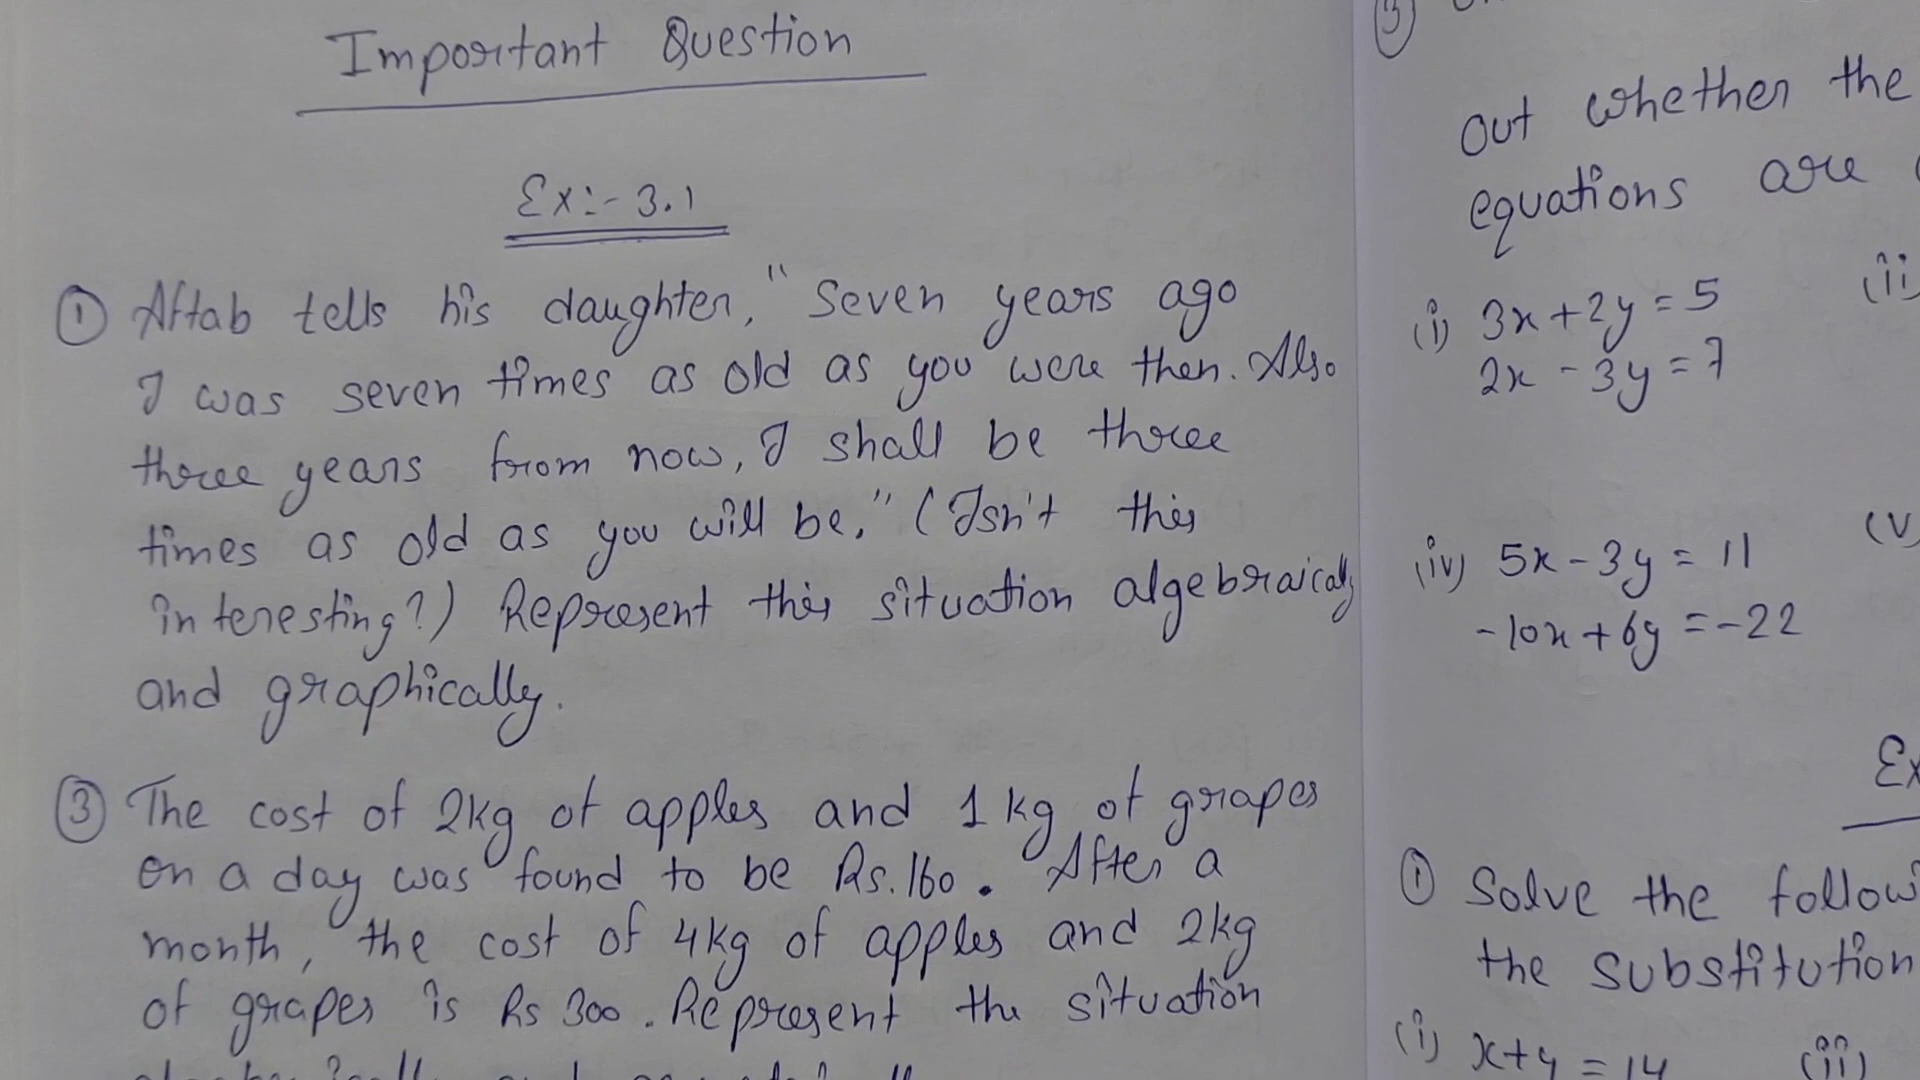 Important Question
Ex:- 3.1
① Aftab tells his daughter, "Seven years ago
I was seven times as old as you were then. Also
three years from now, I shall be three
times as old as you will be." (Isn't this
interesting?) Represent this situation algebraically
and graphically.
③ The cost of 2kg of apples and 1kg of grapes
on a day was found to be Rs. 160. After a
month, the cost of 4kg of apples and 2kg
of grapes is Rs 300. Represent the situation
③
out whether the
equations are
(i) 3x+2y=5
2x-3y=7
(ii
(iv) 5x-3y= 11
-10x+6y=-22
(v)
Ex
① Solve the follow
the substitution
(i) x+y=14
(ii)